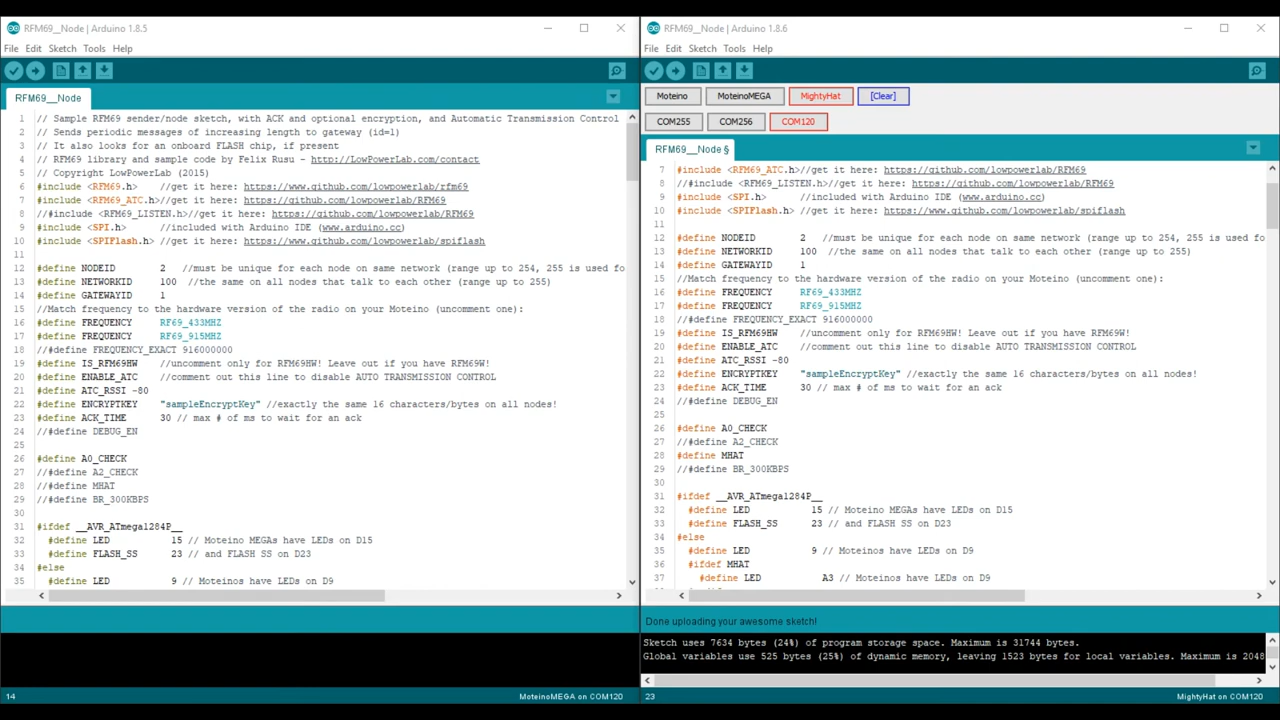 RFM69__Node | Arduino 1.8.5
File Edit Sketch Tools Help
RFM69__Node
1 // Sample RFM69 sender/node sketch, with ACK and optional encryption, and Automatic Transmission Control
2 // Sends periodic messages of increasing length to gateway (id=1)
3 // It also looks for an onboard FLASH chip, if present
4 // RFM69 library and sample code by Felix Rusu - http://LowPowerLab.com/contact
5 // Copyright LowPowerLab (2015)
6 #include <RFM69.h> //get it here: https://www.github.com/lowpowerlab/rfm69
7 #include <RFM69_ATC.h>//get it here: https://github.com/lowpowerlab/RFM69
8 //#include <RFM69_LISTEN.h>//get it here: https://github.com/lowpowerlab/RFM69
9 #include <SPI.h> //included with Arduino IDE (www.arduino.cc)
10 #include <SPIFlash.h> //get it here: https://www.github.com/lowpowerlab/spiflash
11
12 #define NODEID 2 //must be unique for each node on same network (range up to 254, 255 is used fo
13 #define NETWORKID 100 //the same on all nodes that talk to each other (range up to 255)
14 #define GATEWAYID 1
15 //Match frequency to the hardware version of the radio on your Moteino (uncomment one):
16 #define FREQUENCY RF69_433MHZ
17 #define FREQUENCY RF69_915MHZ
18 //#define FREQUENCY_EXACT 916000000
19 #define IS_RFM69HW //uncomment only for RFM69HW! Leave out if you have RFM69W!
20 #define ENABLE_ATC //comment out this line to disable AUTO TRANSMISSION CONTROL
21 #define ATC_RSSI -80
22 #define ENCRYPTKEY "sampleEncryptKey" //exactly the same 16 characters/bytes on all nodes!
23 #define ACK_TIME 30 // max # of ms to wait for an ack
24 //#define DEBUG_EN
25
26 #define A0_CHECK
27 //#define A2_CHECK
28 //#define MHAT
29 //#define BR_300KBPS
30
31 #ifdef __AVR_ATmega1284P__
32 #define LED 15 // Moteino MEGAs have LEDs on D15
33 #define FLASH_SS 23 // and FLASH SS on D23
34 #else
35 #define LED 9 // Moteinos have LEDs on D9
14 MoteinoMEGA on COM120
RFM69__Node | Arduino 1.8.6
File Edit Sketch Tools Help
Moteino MoteinoMEGA MightyHat [Clear]
COM255 COM256 COM120
RFM69__Node §
7 #include <RFM69_ATC.h>//get it here: https://github.com/lowpowerlab/RFM69
8 //#include <RFM69_LISTEN.h>//get it here: https://github.com/lowpowerlab/RFM69
9 #include <SPI.h> //included with Arduino IDE (www.arduino.cc)
10 #include <SPIFlash.h> //get it here: https://www.github.com/lowpowerlab/spiflash
11
12 #define NODEID 2 //must be unique for each node on same network (range up to 254, 255 is used fo
13 #define NETWORKID 100 //the same on all nodes that talk to each other (range up to 255)
14 #define GATEWAYID 1
15 //Match frequency to the hardware version of the radio on your Moteino (uncomment one):
16 #define FREQUENCY RF69_433MHZ
17 #define FREQUENCY RF69_915MHZ
18 //#define FREQUENCY_EXACT 916000000
19 #define IS_RFM69HW //uncomment only for RFM69HW! Leave out if you have RFM69W!
20 #define ENABLE_ATC //comment out this line to disable AUTO TRANSMISSION CONTROL
21 #define ATC_RSSI -80
22 #define ENCRYPTKEY "sampleEncryptKey" //exactly the same 16 characters/bytes on all nodes!
23 #define ACK_TIME 30 // max # of ms to wait for an ack
24 //#define DEBUG_EN
25
26 #define A0_CHECK
27 //#define A2_CHECK
28 #define MHAT
29 //#define BR_300KBPS
30
31 #ifdef __AVR_ATmega1284P__
32 #define LED 15 // Moteino MEGAs have LEDs on D15
33 #define FLASH_SS 23 // and FLASH SS on D23
34 #else
35 #define LED 9 // Moteinos have LEDs on D9
36 #ifdef MHAT
37 #define LED A3 // Moteinos have LEDs on D9
Done uploading your awesome sketch!
Sketch uses 7634 bytes (24%) of program storage space. Maximum is 31744 bytes.
Global variables use 525 bytes (25%) of dynamic memory, leaving 1523 bytes for local variables. Maximum is 2048
23 MightyHat on COM120